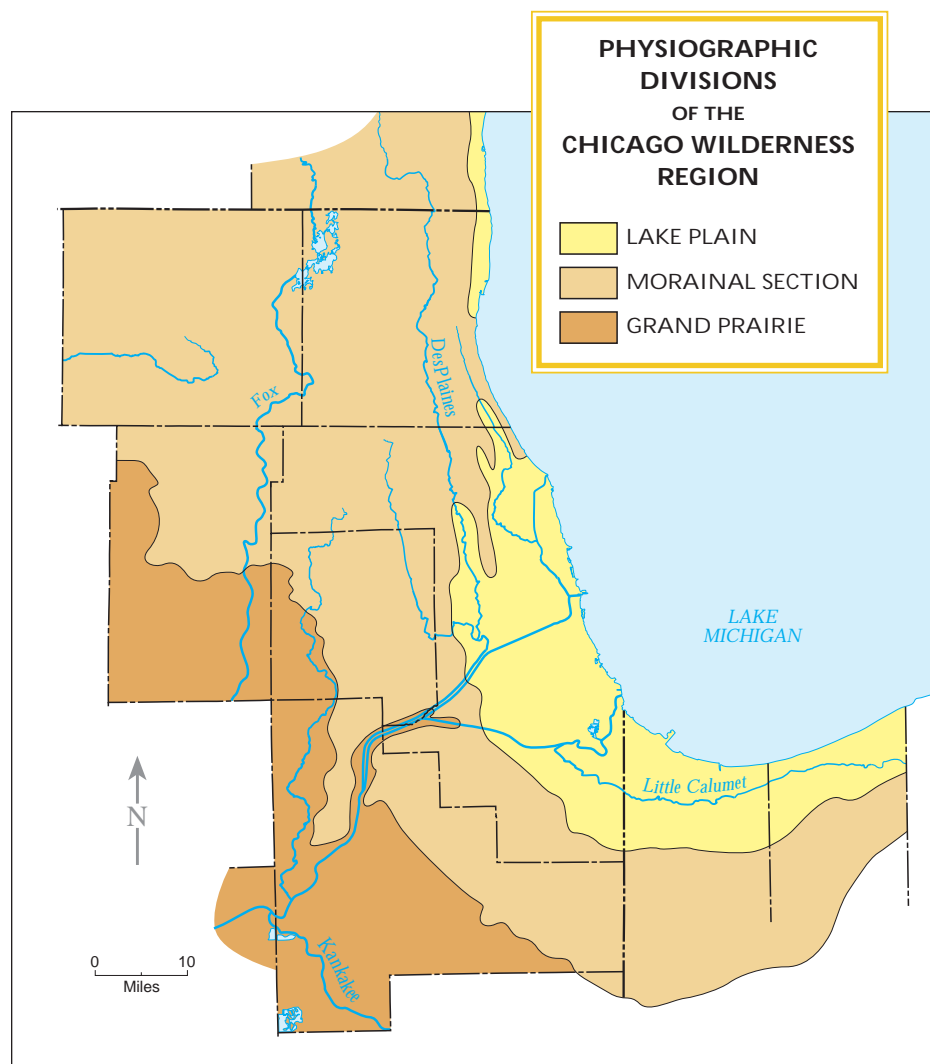 PHYSIOGRAPHIC
DIVISIONS
OF THE
CHICAGO WILDERNESS
REGION
LAKE PLAIN
MORAINAL SECTION
GRAND PRAIRIE
DesPlaines
Fox
LAKE
MICHIGAN
Little Calumet
N
Kankakee
0 10
Miles